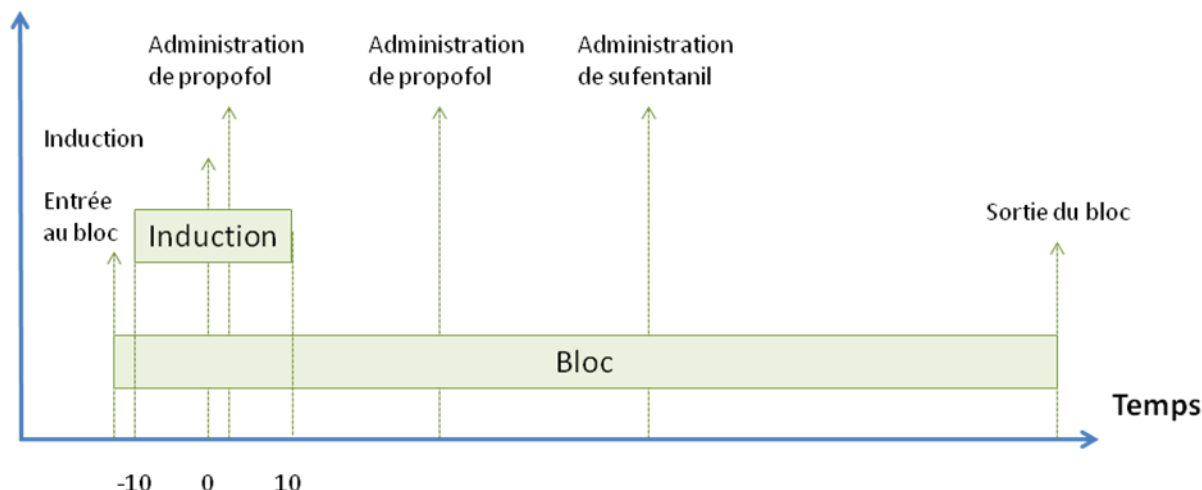 Administration
de propofol
Administration
de propofol
Administration
de sufentanil
Induction
Entrée
au bloc
Induction
Sortie du bloc
Bloc
Temps
-10
0
10